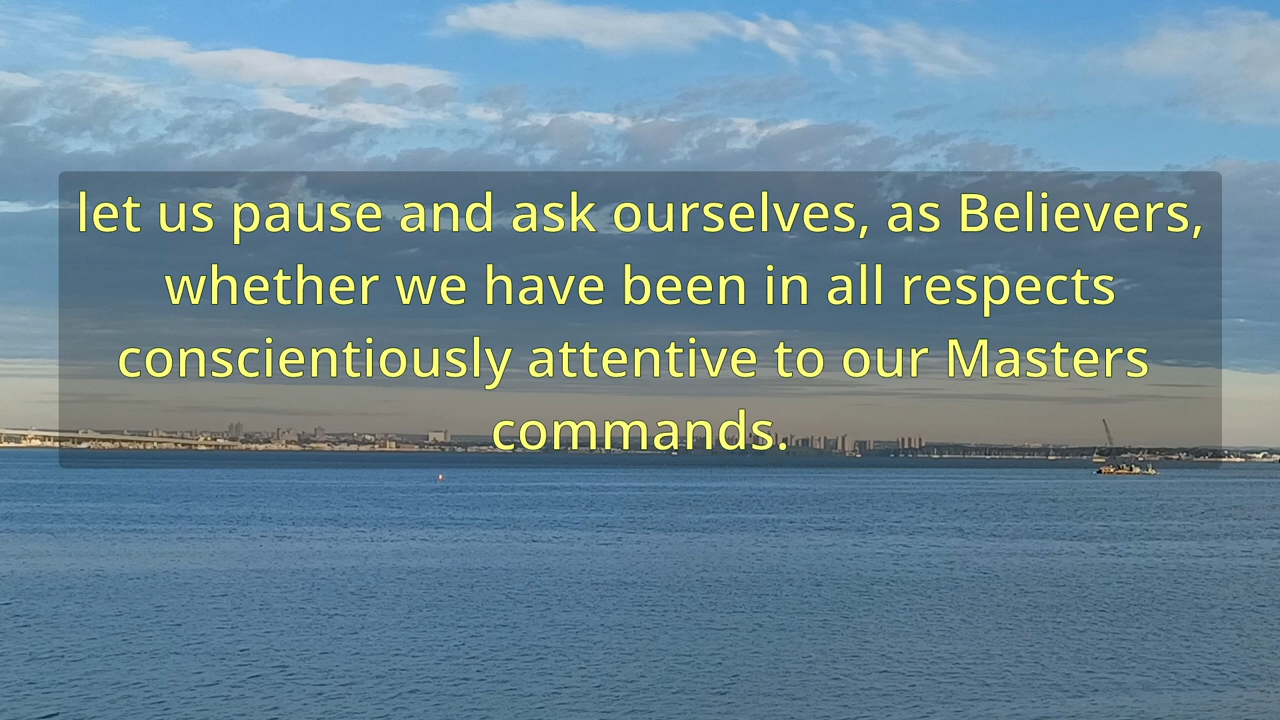 let us pause and ask ourselves, as Believers,
whether we have been in all respects
conscientiously attentive to our Masters
commands.